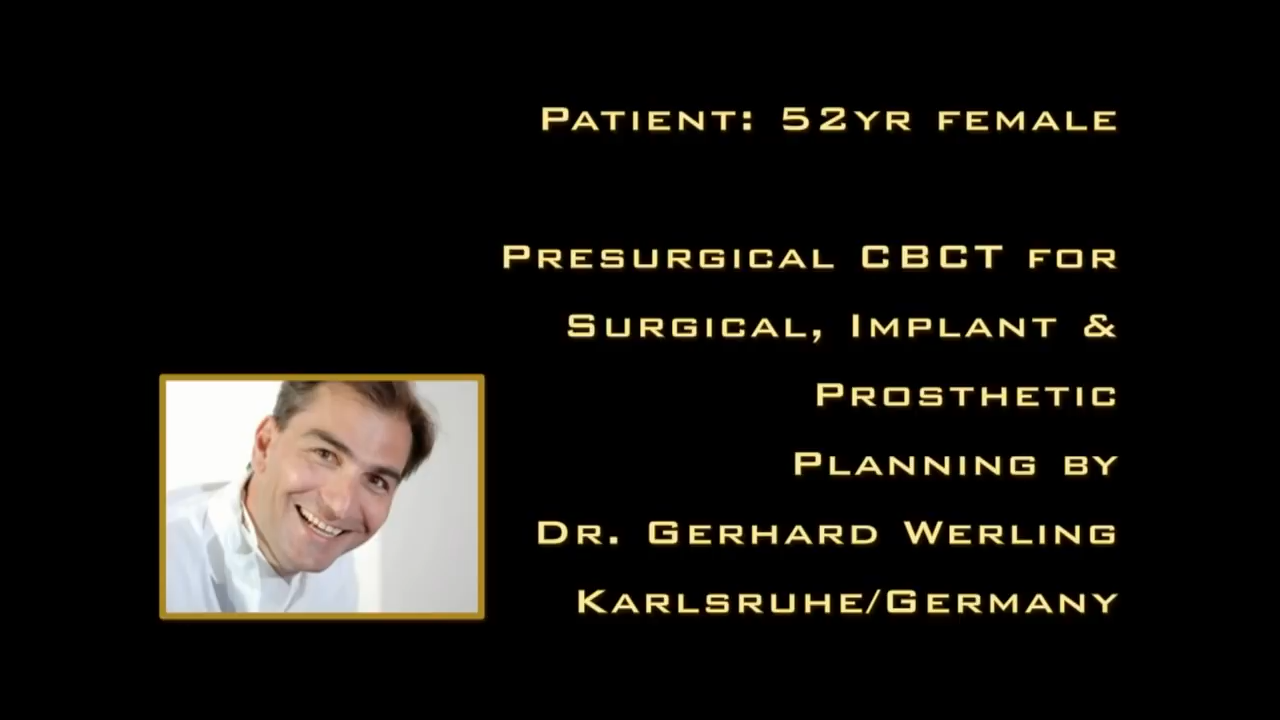 Patient: 52yr female
Presurgical CBCT for
Surgical, Implant &
Prosthetic
Planning by
Dr. Gerhard Werling
Karlsruhe/Germany